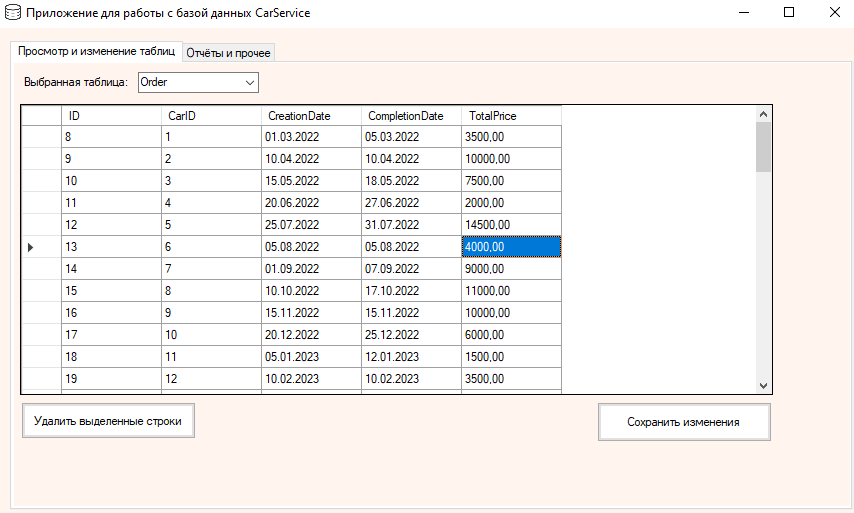 Приложение для работы с базой данных CarService
Просмотр и изменение таблиц Отчёты и прочее
Выбранная таблица: Order
ID CarID CreationDate CompletionDate TotalPrice
8 1 01.03.2022 05.03.2022 3500,00
9 2 10.04.2022 10.04.2022 10000,00
10 3 15.05.2022 18.05.2022 7500,00
11 4 20.06.2022 27.06.2022 2000,00
12 5 25.07.2022 31.07.2022 14500,00
13 6 05.08.2022 05.08.2022 4000,00
14 7 01.09.2022 07.09.2022 9000,00
15 8 10.10.2022 17.10.2022 11000,00
16 9 15.11.2022 15.11.2022 10000,00
17 10 20.12.2022 25.12.2022 6000,00
18 11 05.01.2023 12.01.2023 1500,00
19 12 10.02.2023 10.02.2023 3500,00
Удалить выделенные строки Сохранить изменения